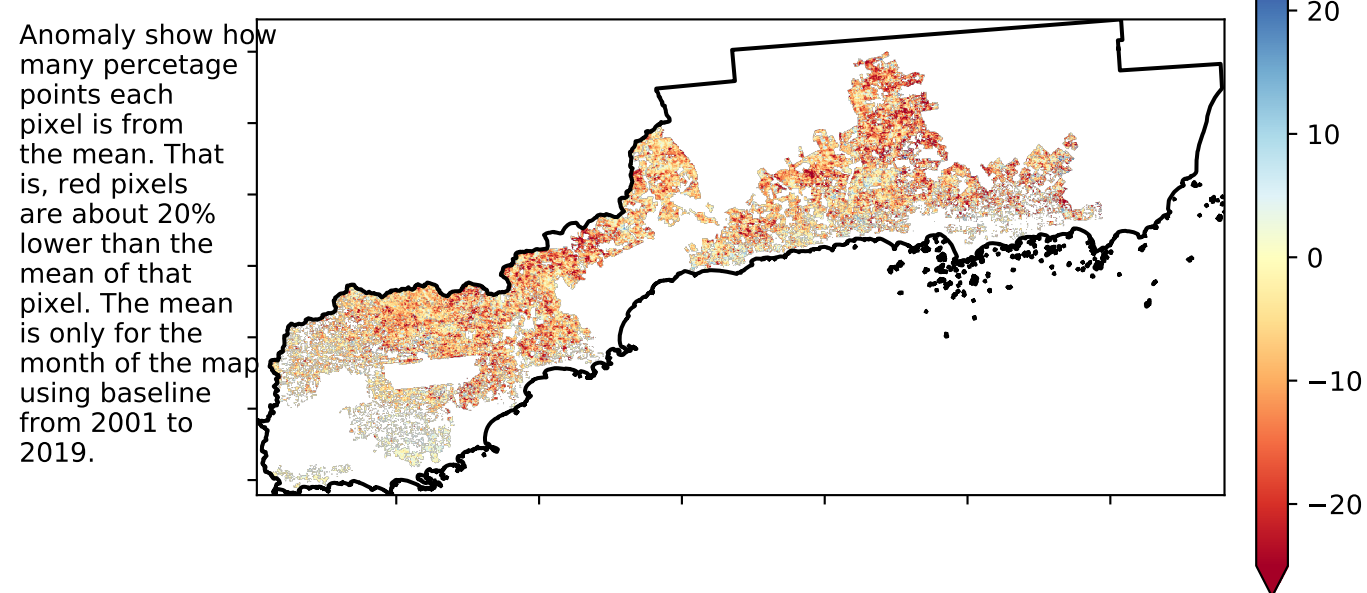 Anomaly show how
many percetage
points each
pixel is from
the mean. That
is, red pixels
are about 20%
lower than the
mean of that
pixel. The mean
is only for the
month of the map
using baseline
from 2001 to
2019.
20
10
0
−10
−20